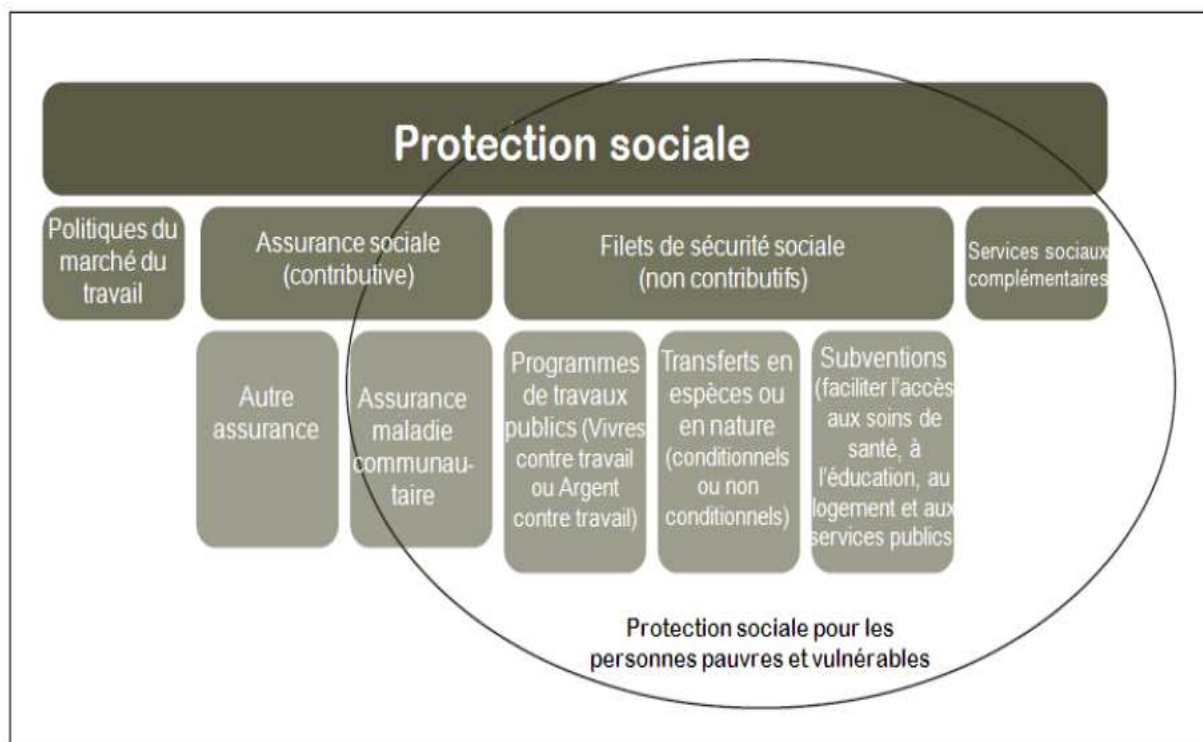 Protection sociale
Politiques du
marché du
travail
Assurance sociale
(contributive)
Filets de sécurité sociale
(non contributifs)
Services sociaux
complémentaires
Autre
assurance
Assurance
maladie
communau-
taire
Programmes
de travaux
publics (Vivres
contre travail
ou Argent
contre travail)
Transferts en
espèces ou
en nature
(conditionnels
ou non
conditionnels)
Subventions
(faciliter l'accès
aux soins de
santé, à
l'éducation, au
logement et aux
services publics
Protection sociale pour les
personnes pauvres et vulnérables